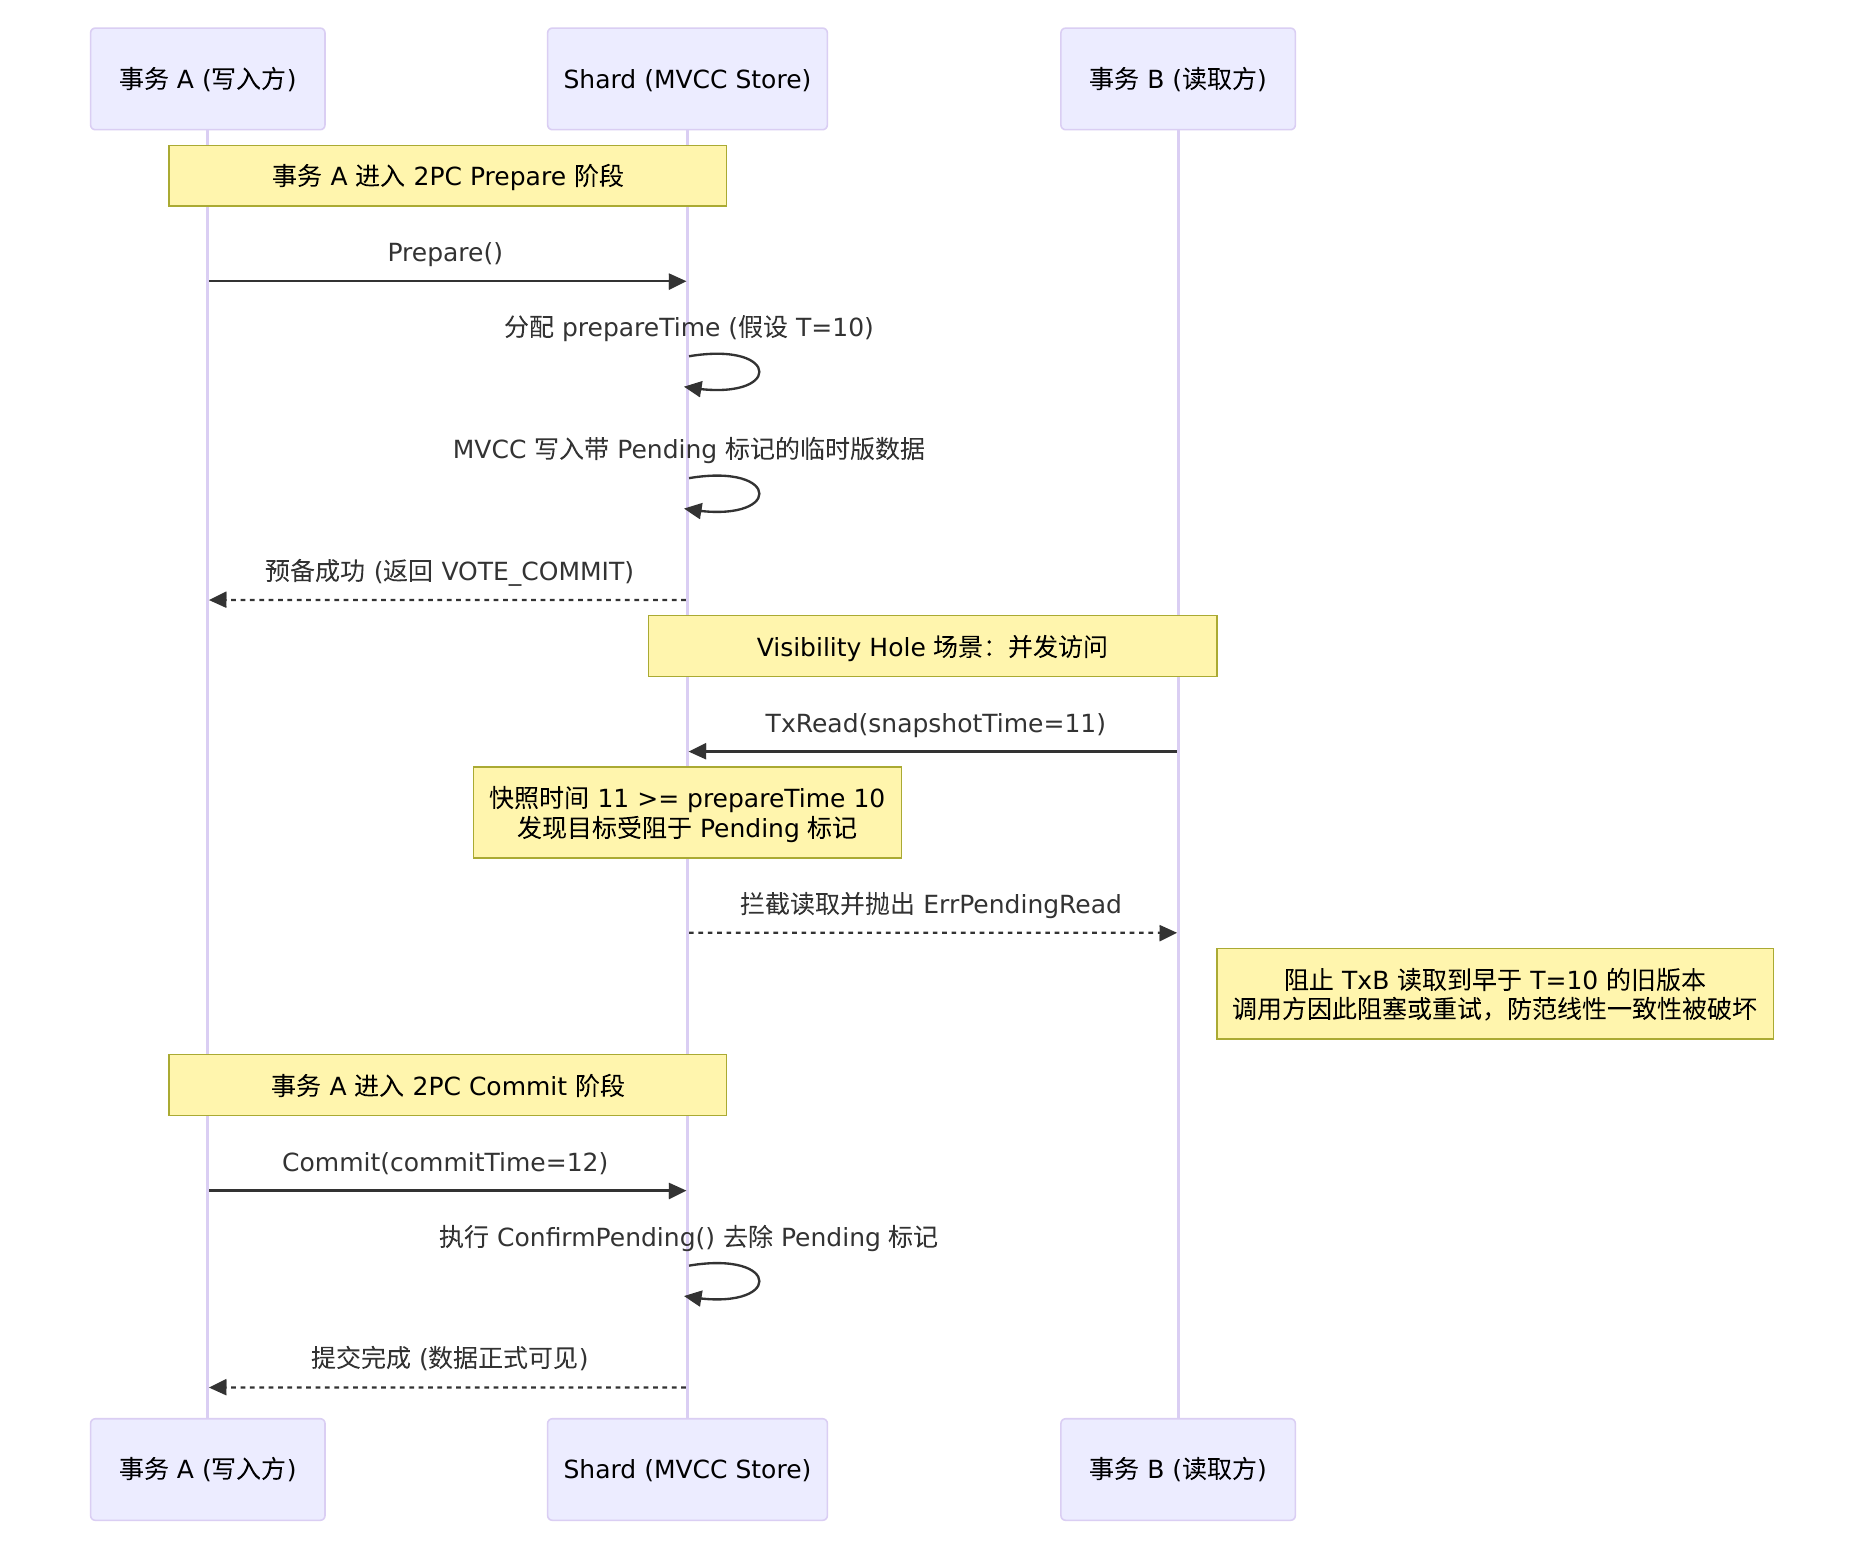 事务 A (写入方)
Shard (MVCC Store)
事务 B (读取方)
事务 A 进入 2PC Prepare 阶段
Prepare()
分配 prepareTime (假设 T=10)
MVCC 写入带 Pending 标记的临时版数据
预备成功 (返回 VOTE_COMMIT)
Visibility Hole 场景：并发访问
TxRead(snapshotTime=11)
快照时间 11 >= prepareTime 10
发现目标受阻于 Pending 标记
拦截读取并抛出 ErrPendingRead
阻止 TxB 读取到早于 T=10 的旧版本
调用方因此阻塞或重试，防范线性一致性被破坏
事务 A 进入 2PC Commit 阶段
Commit(commitTime=12)
执行 ConfirmPending() 去除 Pending 标记
提交完成 (数据正式可见)
事务 A (写入方)
Shard (MVCC Store)
事务 B (读取方)